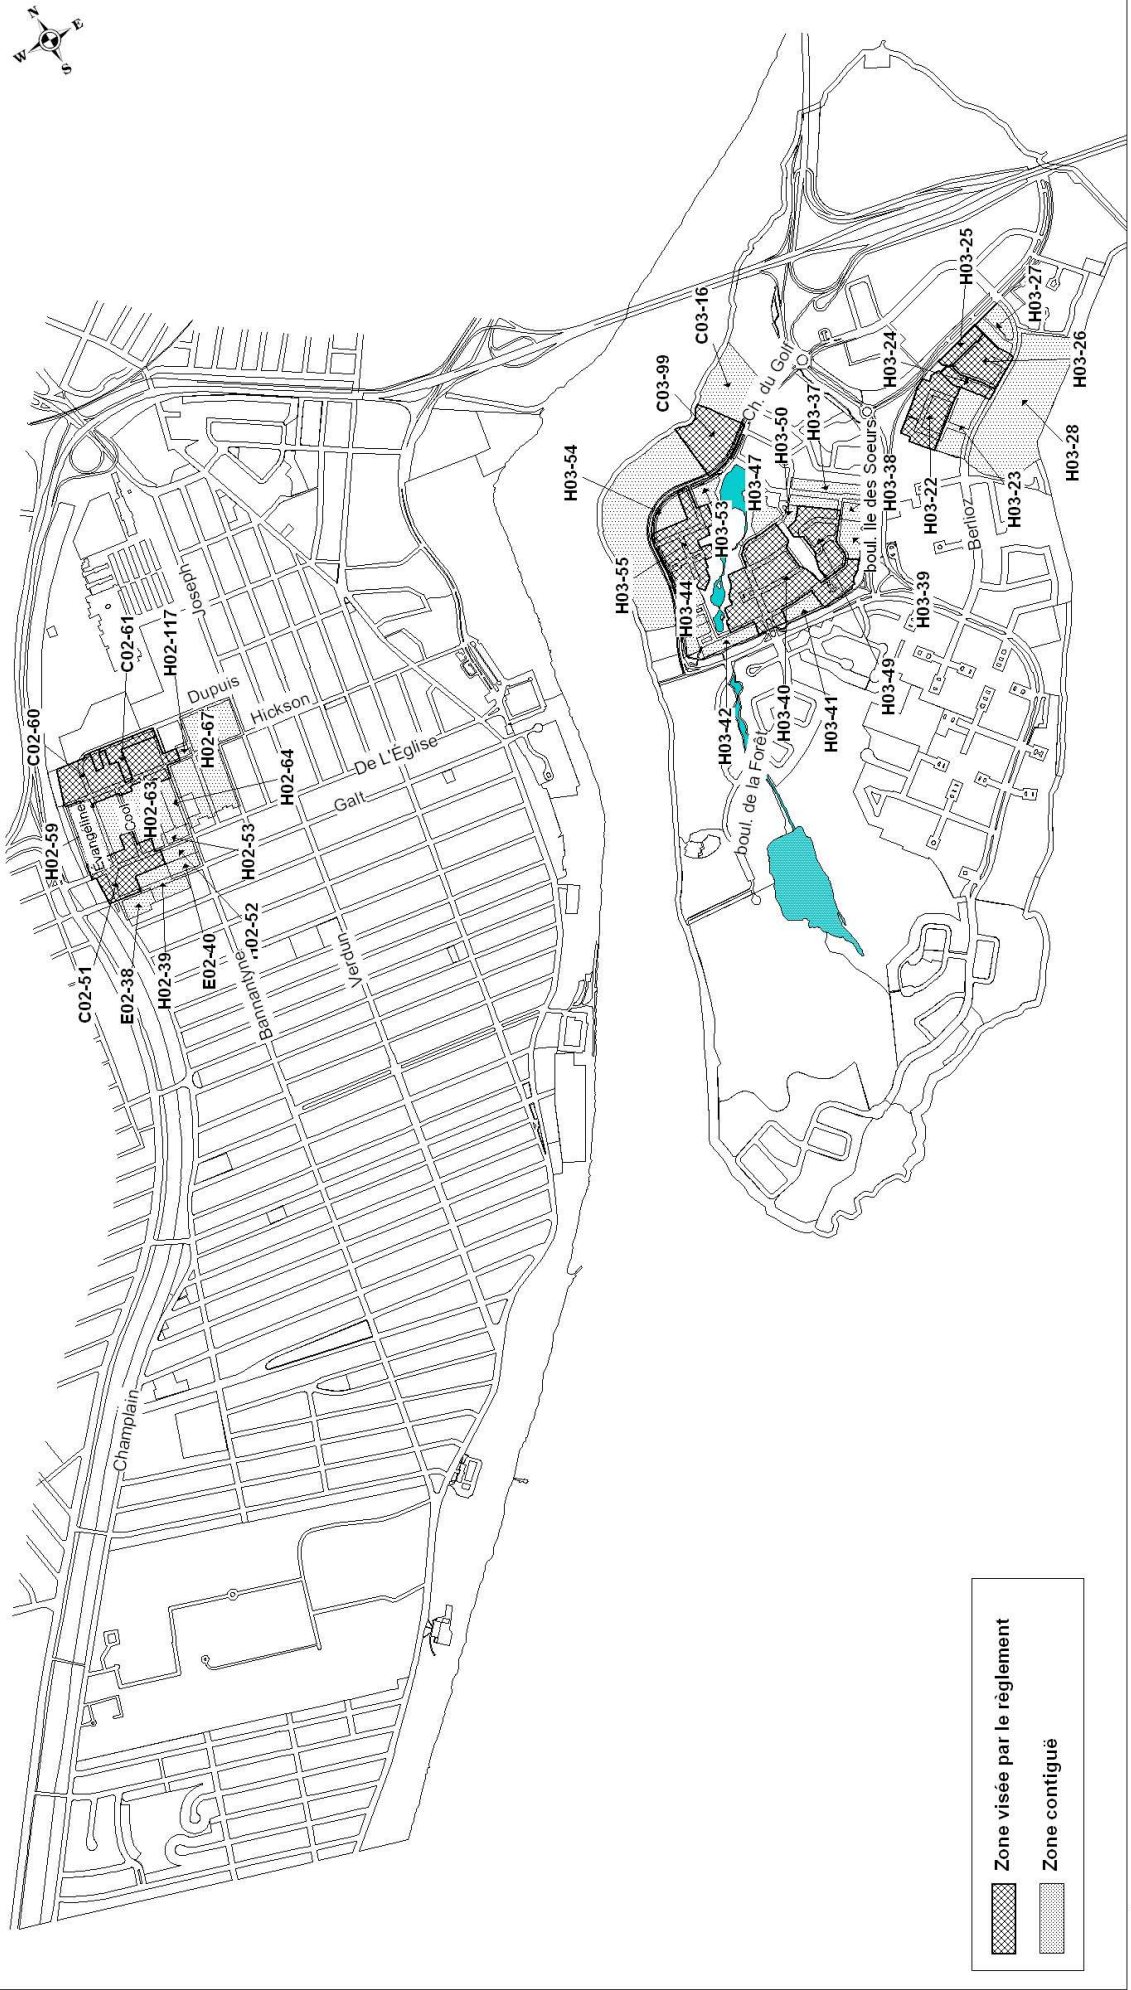 N
E
S
W
C02-60
H02-59
Évangeline
C02-61
H02-117
Joseph
Dupuis
Hickson
H02-67
H02-64
H02-63
De L'Église
Galt
H02-53
H02-52
C02-51
E02-38
H02-39
E02-40
Bannantyne
Verdun
Champlain
C03-16
C03-99
Ch. du Golf
H03-54
H03-55
H03-53
H03-47
H03-50
H03-37
H03-44
H03-24
H03-25
H03-27
H03-26
H03-28
H03-23
H03-22
H03-38
boul. Ile des Soeurs
Berlioz
H03-39
H03-49
H03-41
H03-40
H03-42
boul. de la Forêt
Zone visée par le règlement
Zone contiguë